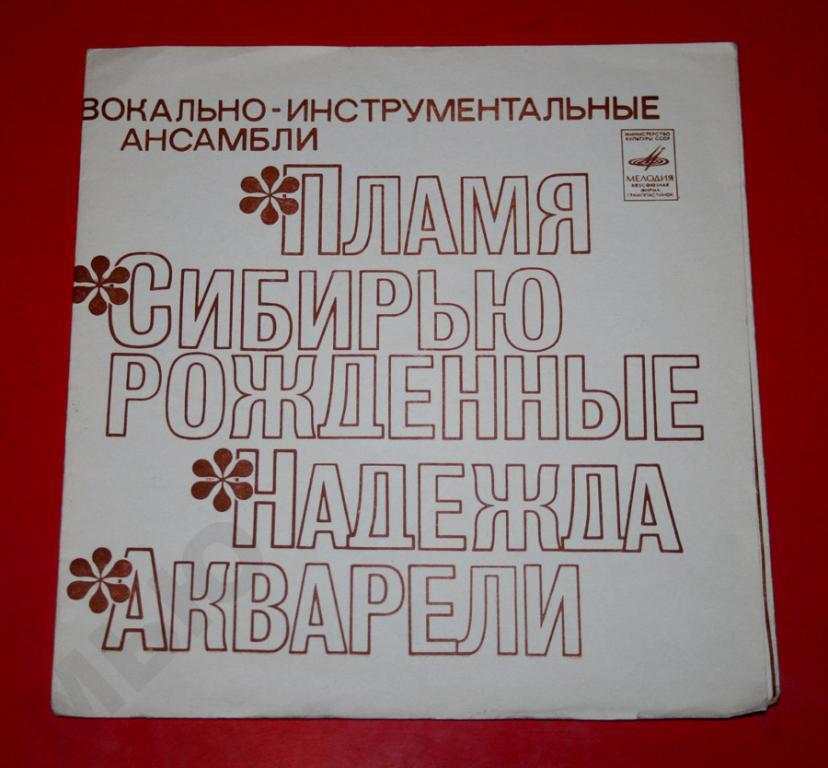 ВОКАЛЬНО-ИНСТРУМЕНТАЛЬНЫЕ
АНСАМБЛИ
МИНИСТЕРСТВО
КУЛЬТУРЫ СССР
МЕЛОДИЯ
ВСЕСОЮЗНАЯ
ФИРМА
ГРАМПЛАСТИНОК
ПЛАМЯ
СИБИРЬЮ
РОЖДЕННЫЕ
НАДЕЖДА
АКВАРЕЛИ